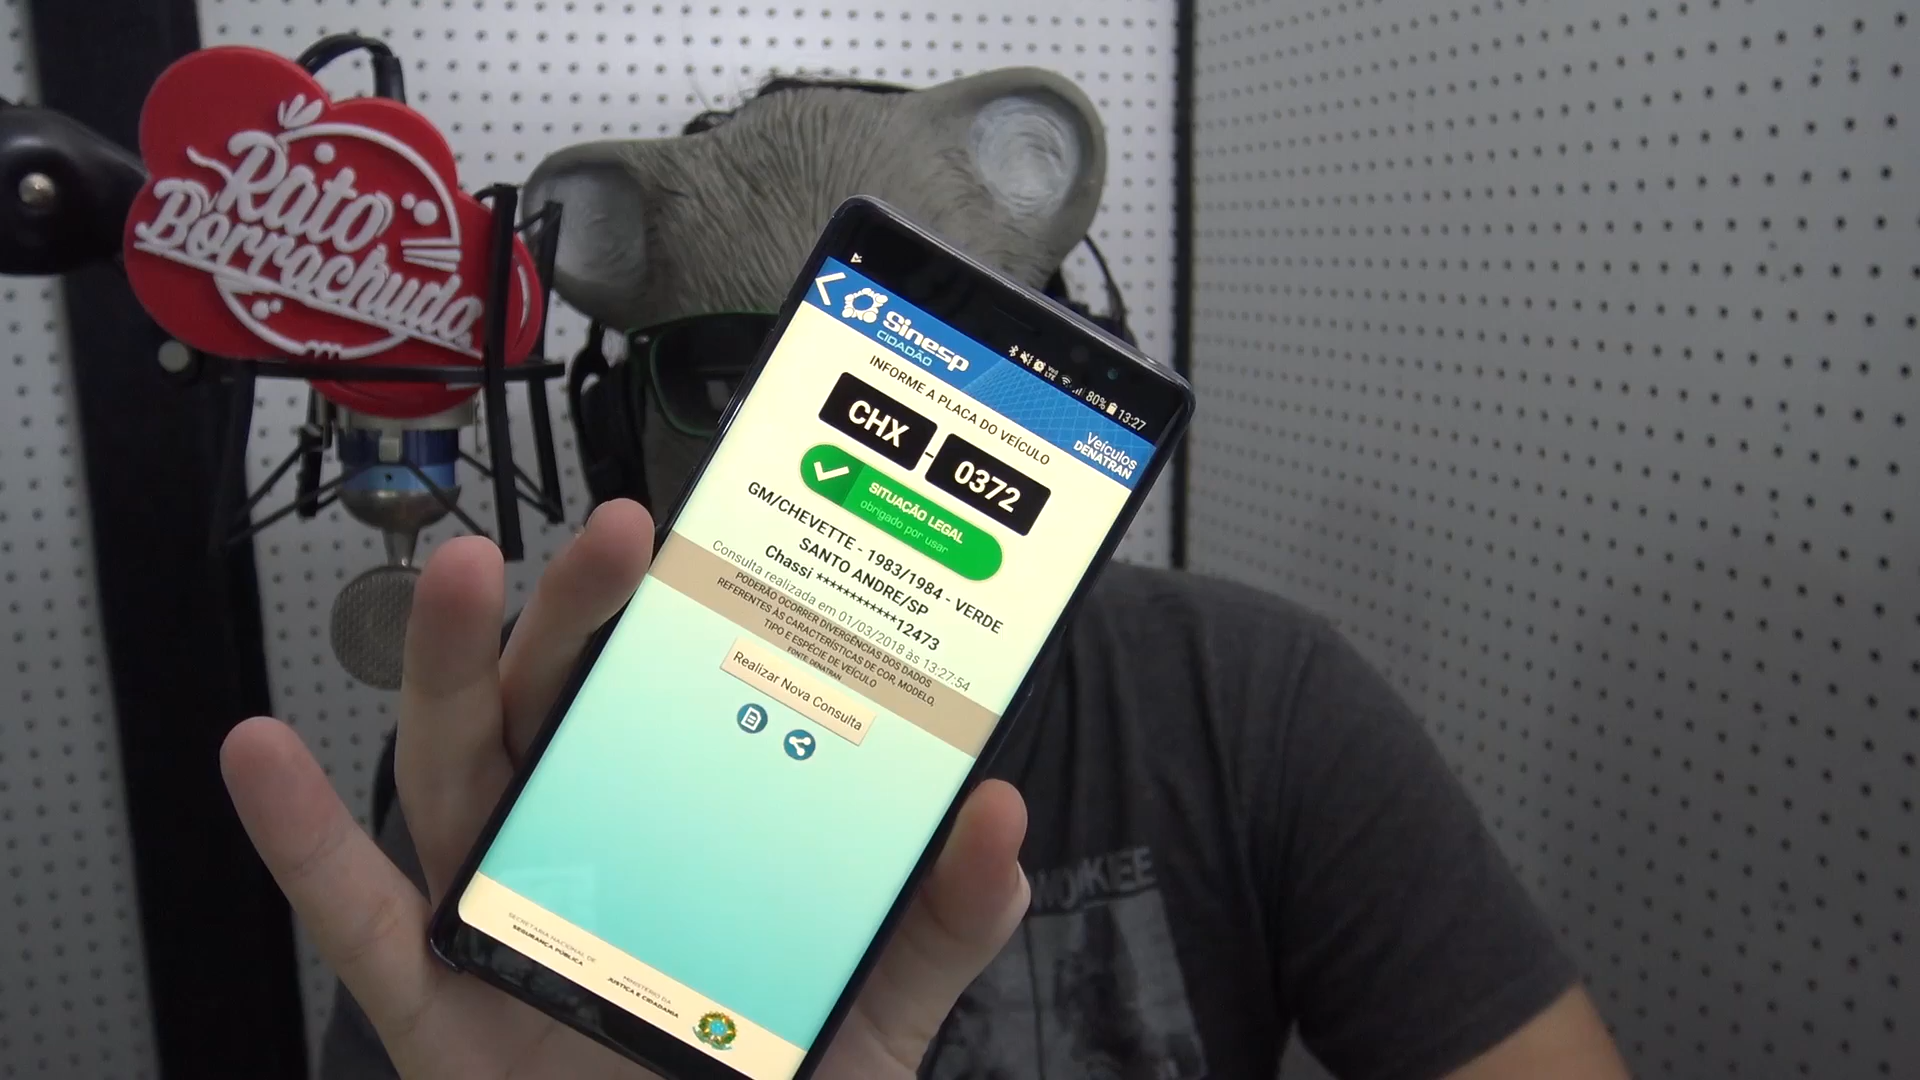 Rato
Borrachudo
80% 13:27
Sinesp
CIDADÃO
Veículos
DENATRAN
INFORME A PLACA DO VEÍCULO
CHX - 0372
SITUAÇÃO LEGAL
obrigado por usar
GM/CHEVETTE - 1983/1984 - VERDE
SANTO ANDRE/SP
Chassi ************12473
Consulta realizada em 01/03/2018 às 13:27:54
PODERÃO OCORRER DIVERGÊNCIAS DOS DADOS
REFERENTES ÀS CARACTERÍSTICAS DE COR, MODELO,
TIPO E ESPÉCIE DE VEÍCULO
FONTE: DENATRAN
Realizar Nova Consulta
SECRETARIA NACIONAL DE
SEGURANÇA PÚBLICA
MINISTÉRIO DA
JUSTIÇA E CIDADANIA